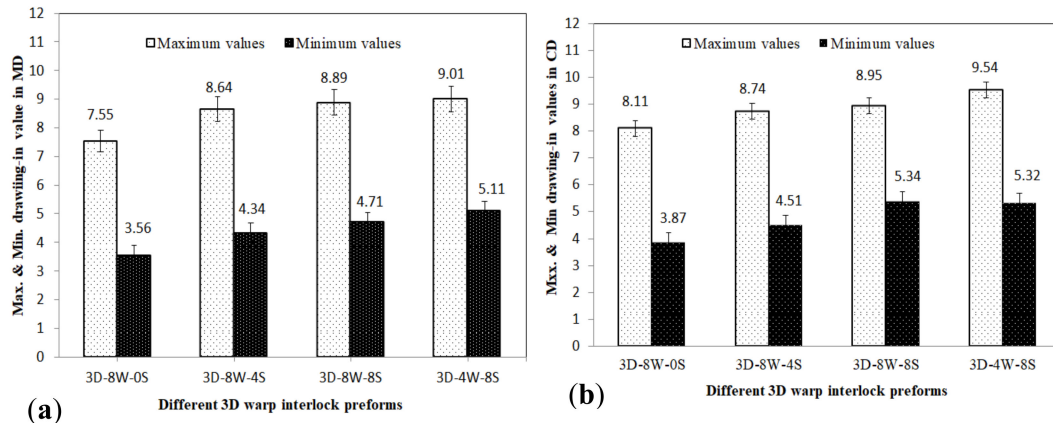 12
11
10
9
8
7
6
5
4
3
2
1
0
Max. & Min. drawing-in value in MD
Maximum values
Minimum values
7.55
3.56
8.64
4.34
8.89
4.71
9.01
5.11
3D-8W-0S
3D-8W-4S
3D-8W-8S
3D-4W-8S
Different 3D warp interlock preforms
(a)
12
11
10
9
8
7
6
5
4
3
2
1
0
Mxx. & Min drawing-in values in CD
Maximum values
Minimum values
8.11
3.87
8.74
4.51
8.95
5.34
9.54
5.32
3D-8W-0S
3D-8W-4S
3D-8W-8S
3D-4W-8S
Different 3D warp interlock preforms
(b)